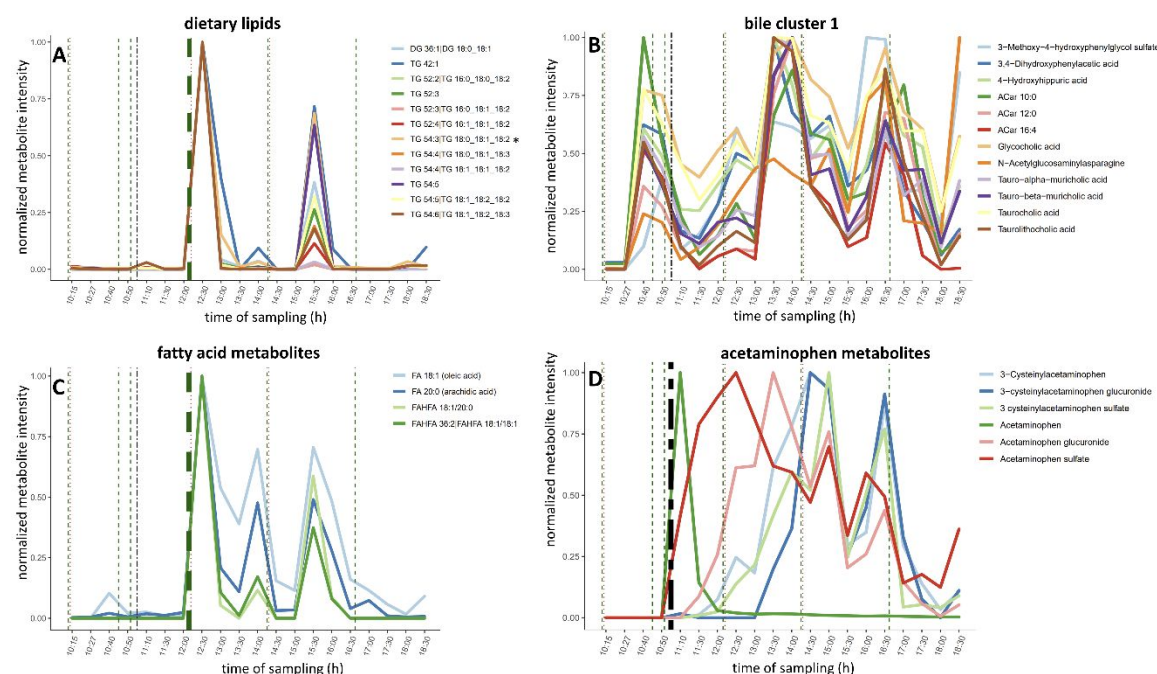 dietary lipids
A
normalized metabolite intensity
1.00
0.75
0.50
0.25
0.00
10:15
10:27
10:40
10:50
11:10
11:30
12:00
12:30
13:00
13:30
14:00
14:30
15:00
15:30
16:00
16:30
17:00
17:30
18:00
18:30
time of sampling (h)
DG 36:1|DG 18:0_18:1
TG 42:1
TG 52:2|TG 16:0_18:0_18:2
TG 52:3
TG 52:3|TG 16:0_18:1_18:2
TG 52:4|TG 16:1_18:1_18:2
TG 54:3|TG 18:0_18:1_18:2 *
TG 54:4|TG 18:0_18:1_18:3
TG 54:4|TG 18:1_18:1_18:2
TG 54:5
TG 54:5|TG 18:1_18:2_18:2
TG 54:6|TG 18:1_18:2_18:3
bile cluster 1
B
normalized metabolite intensity
1.00
0.75
0.50
0.25
0.00
10:15
10:27
10:40
10:50
11:10
11:30
12:00
12:30
13:00
13:30
14:00
14:30
15:00
15:30
16:00
16:30
17:00
17:30
18:00
18:30
time of sampling (h)
3-Methoxy-4-hydroxyphenylglycol sulfate
3,4-Dihydroxyphenylacetic acid
4-Hydroxyhippuric acid
ACar 10:0
ACar 12:0
ACar 16:4
Glycocholic acid
N-Acetylglucosaminylasparagine
Tauro-alpha-muricholic acid
Tauro-beta-muricholic acid
Taurocholic acid
Taurolithocholic acid
fatty acid metabolites
C
normalized metabolite intensity
1.00
0.75
0.50
0.25
0.00
10:15
10:27
10:40
10:50
11:10
11:30
12:00
12:30
13:00
13:30
14:00
14:30
15:00
15:30
16:00
16:30
17:00
17:30
18:00
18:30
time of sampling (h)
FA 18:1 (oleic acid)
FA 20:0 (arachidic acid)
FAHFA 18:1/20:0
FAHFA 36:2|FAHFA 18:1/18:1
acetaminophen metabolites
D
normalized metabolite intensity
1.00
0.75
0.50
0.25
0.00
10:15
10:27
10:40
10:50
11:10
11:30
12:00
12:30
13:00
13:30
14:00
14:30
15:00
15:30
16:00
16:30
17:00
17:30
18:00
18:30
time of sampling (h)
3-Cysteinylacetaminophen
3-cysteinylacetaminophen glucuronide
3 cysteinylacetaminophen sulfate
Acetaminophen
Acetaminophen glucuronide
Acetaminophen sulfate